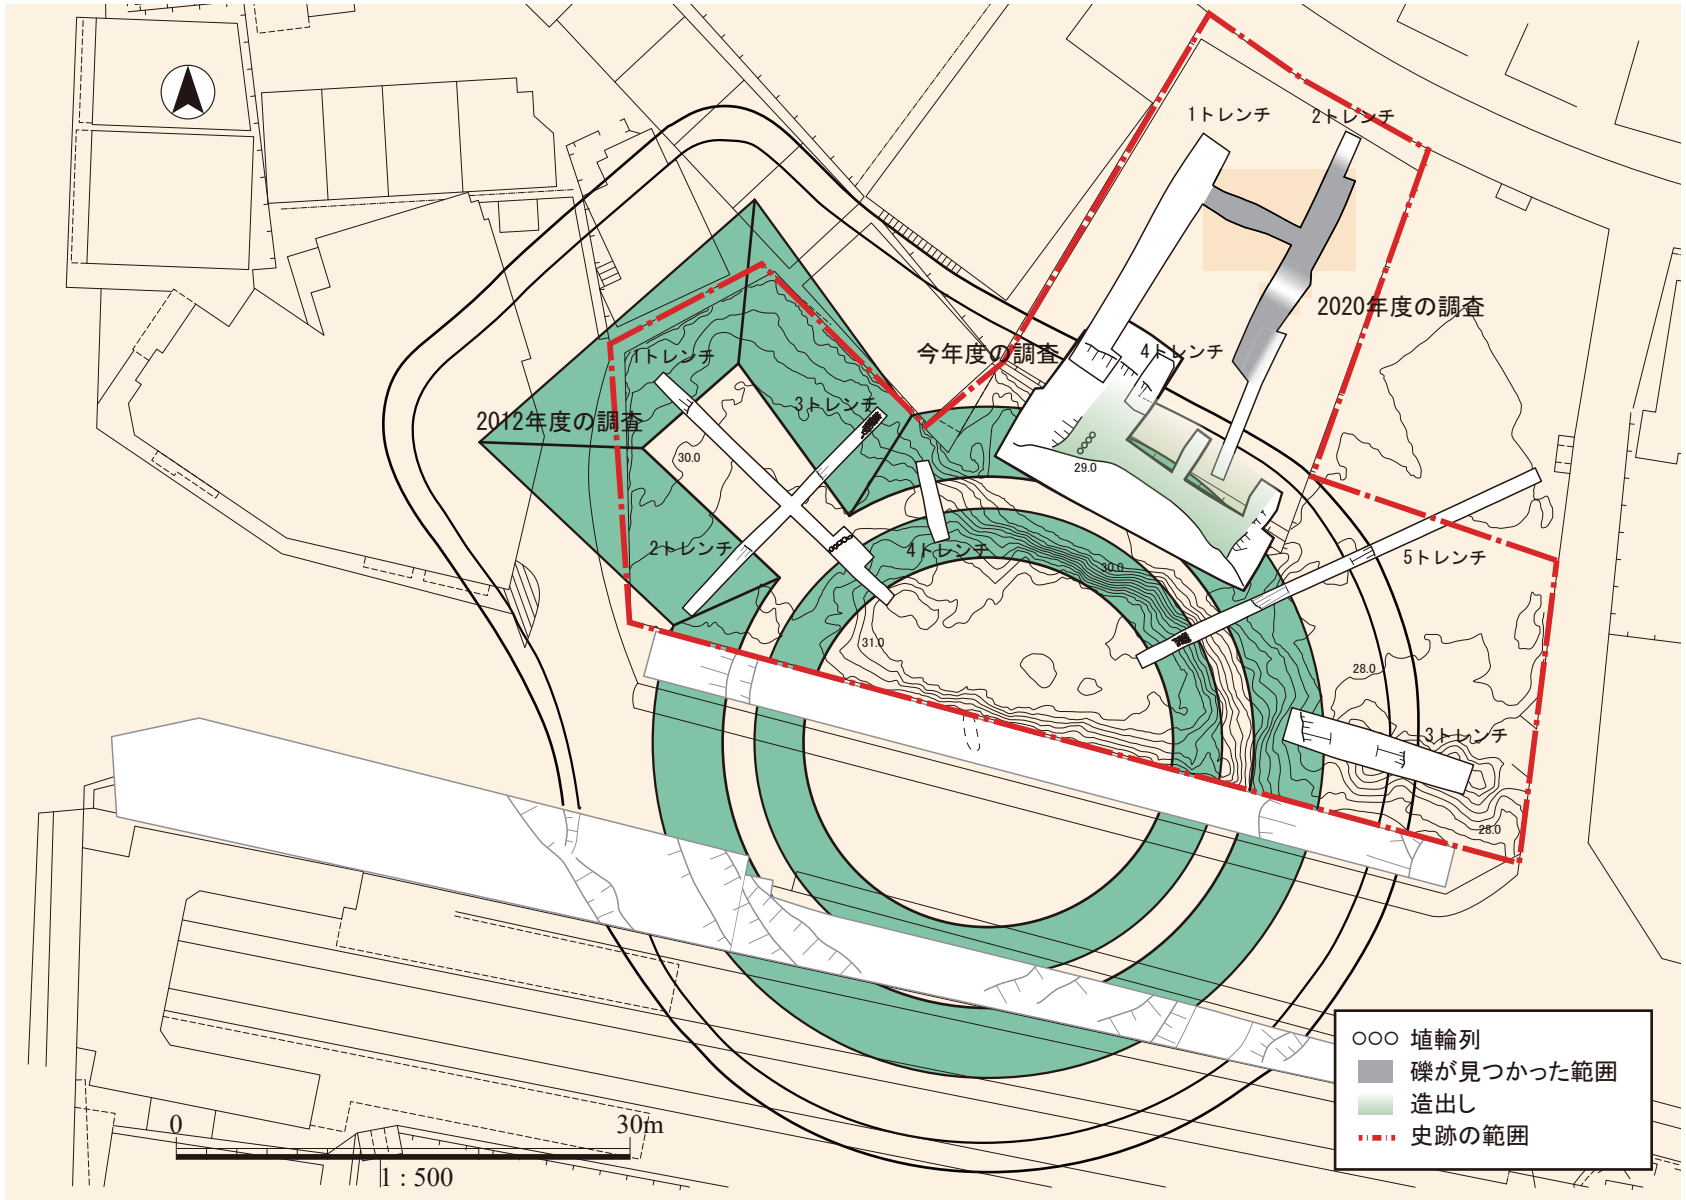 1トレンチ
2トレンチ
2020年度の調査
今年度の調査
4トレンチ
1トレンチ
3トレンチ
2012年度の調査
30.0
29.0
2トレンチ
4トレンチ
30.0
5トレンチ
31.0
28.0
3トレンチ
28.0
○○○ 埴輪列
礫が見つかった範囲
造出し
史跡の範囲
0 30m
1 : 500